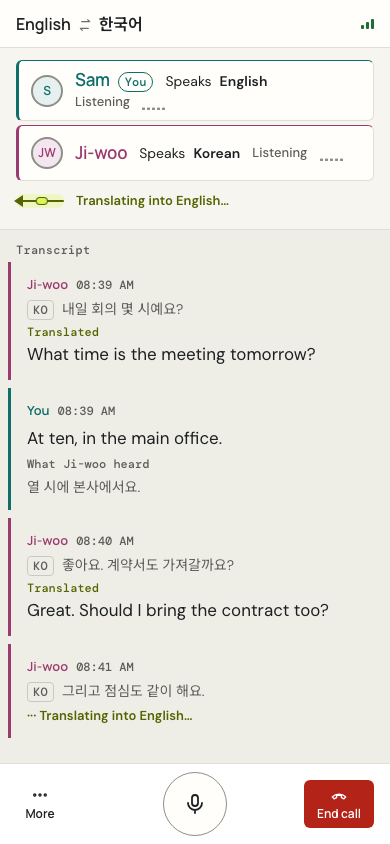 English ⇌ 한국어
S Sam You Speaks English
Listening
JW Ji-woo Speaks Korean Listening
Translating into English...
Transcript
Ji-woo 08:39 AM
KO 내일 회의 몇 시예요?
Translated
What time is the meeting tomorrow?
You 08:39 AM
At ten, in the main office.
What Ji-woo heard
열 시에 본사에서요.
Ji-woo 08:40 AM
KO 좋아요. 계약서도 가져갈까요?
Translated
Great. Should I bring the contract too?
Ji-woo 08:41 AM
KO 그리고 점심도 같이 해요.
··· Translating into English...
More
End call